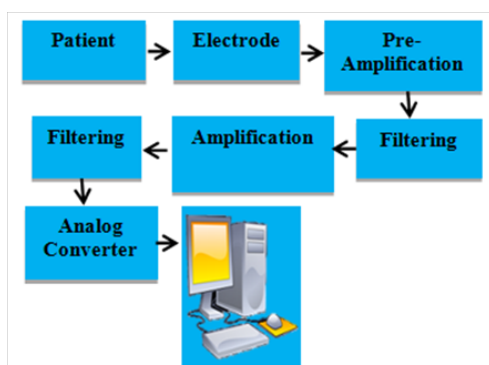 Patient
Electrode
Pre-
Amplification
Filtering
Amplification
Filtering
Analog
Converter